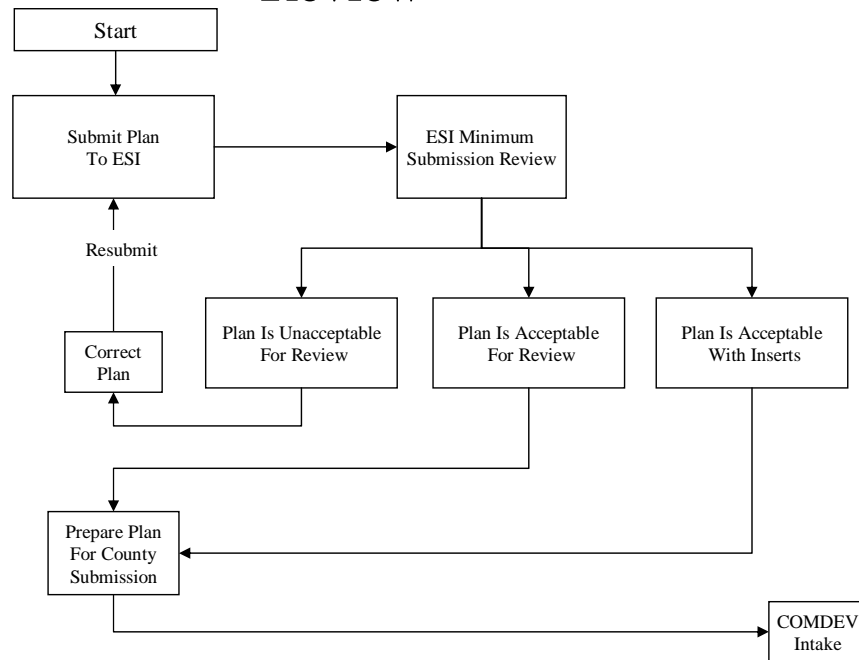 Start
Submit Plan
To ESI
ESI Minimum
Submission Review
Resubmit
Plan Is Unacceptable
For Review
Plan Is Acceptable
For Review
Plan Is Acceptable
With Inserts
Correct
Plan
Prepare Plan
For County
Submission
COMDEV
Intake